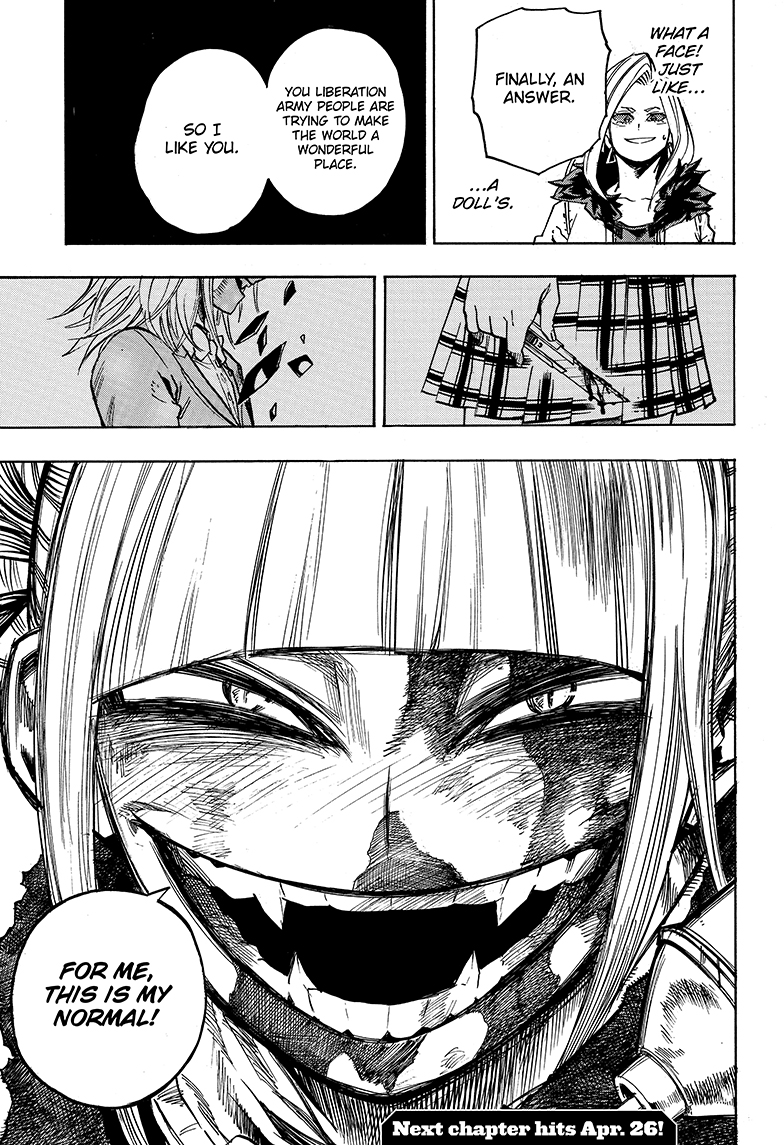 WHAT A
FACE!
JUST
LIKE...
FINALLY, AN
ANSWER.
...A
DOLL'S.
YOU LIBERATION
ARMY PEOPLE ARE
TRYING TO MAKE
THE WORLD A
WONDERFUL
PLACE.
SO I
LIKE YOU.
FOR ME,
THIS IS MY
NORMAL!
Next chapter hits Apr. 26!